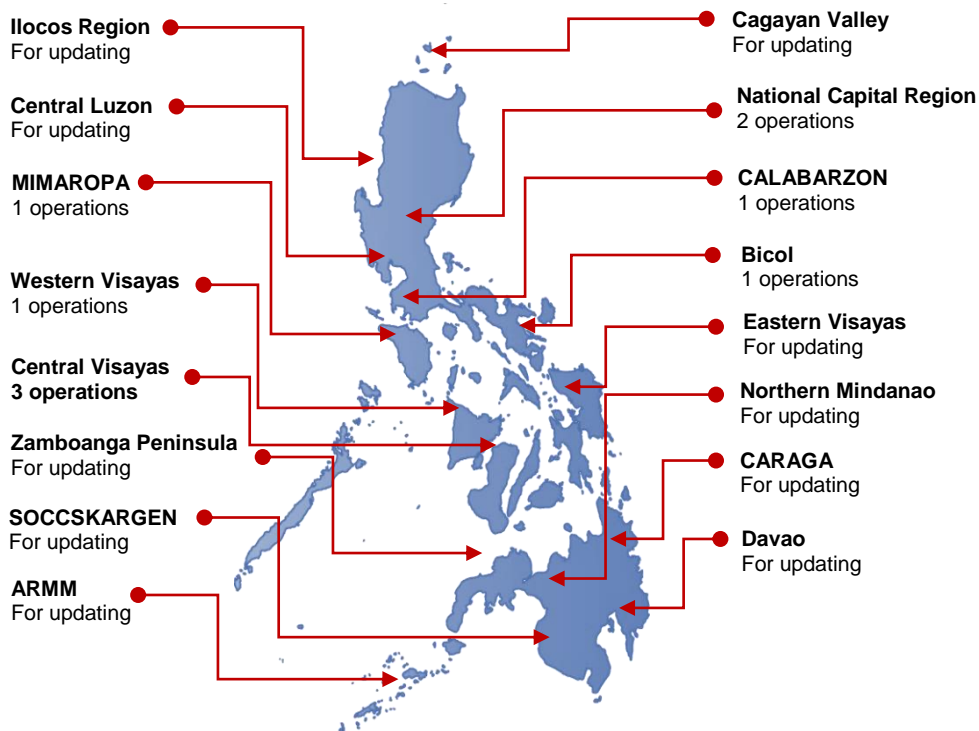 Ilocos Region
For updating
Central Luzon
For updating
MIMAROPA
1 operations
Western Visayas
1 operations
Central Visayas
3 operations
Zamboanga Peninsula
For updating
SOCCSKARGEN
For updating
ARMM
For updating
Cagayan Valley
For updating
National Capital Region
2 operations
CALABARZON
1 operations
Bicol
1 operations
Eastern Visayas
For updating
Northern Mindanao
For updating
CARAGA
For updating
Davao
For updating